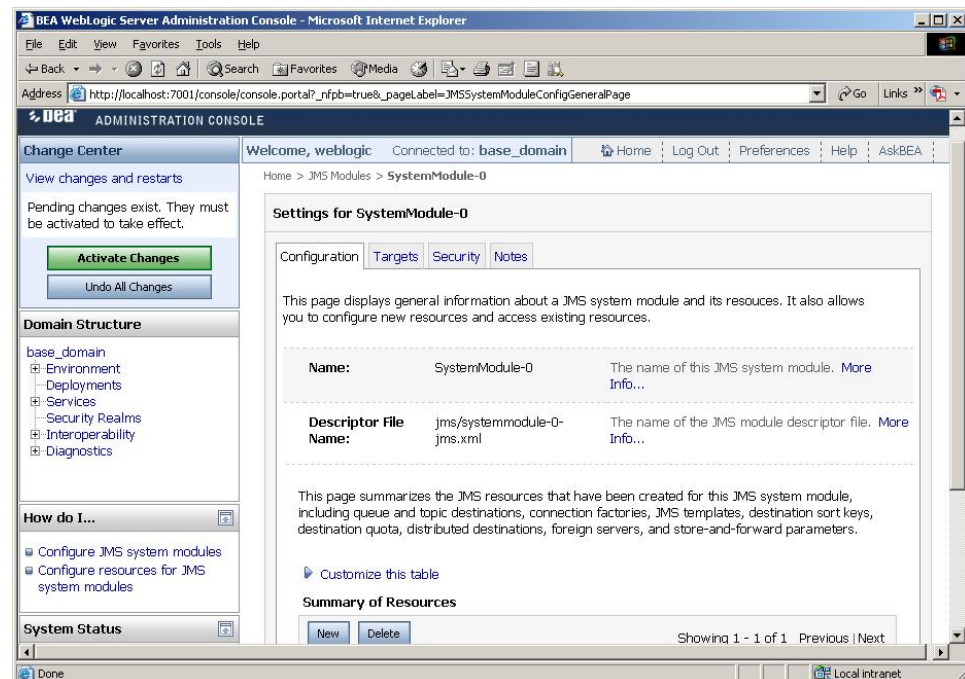 BEA WebLogic Server Administration Console - Microsoft Internet Explorer
File Edit View Favorites Tools Help
Back Search Favorites Media
Address http://localhost:7001/console/console.portal?_nfpb=true&_pageLabel=JMSSystemModuleConfigGeneralPage Go Links »
bea ADMINISTRATION CONSOLE
Change Center
View changes and restarts
Pending changes exist. They must
be activated to take effect.
Activate Changes
Undo All Changes
Domain Structure
base_domain
Environment
Deployments
Services
Security Realms
Interoperability
Diagnostics
How do I...
Configure JMS system modules
Configure resources for JMS
system modules
System Status
Welcome, weblogic Connected to: base_domain Home Log Out Preferences Help AskBEA
Home > JMS Modules > SystemModule-0
Settings for SystemModule-0
Configuration Targets Security Notes
This page displays general information about a JMS system module and its resouces. It also allows
you to configure new resources and access existing resources.
Name: SystemModule-0 The name of this JMS system module. More
Info...
Descriptor File jms/systemmodule-0- The name of the JMS module descriptor file. More
Name: jms.xml Info...
This page summarizes the JMS resources that have been created for this JMS system module,
including queue and topic destinations, connection factories, JMS templates, destination sort keys,
destination quota, distributed destinations, foreign servers, and store-and-forward parameters.
Customize this table
Summary of Resources
New Delete Showing 1 - 1 of 1 Previous | Next
Done Local intranet